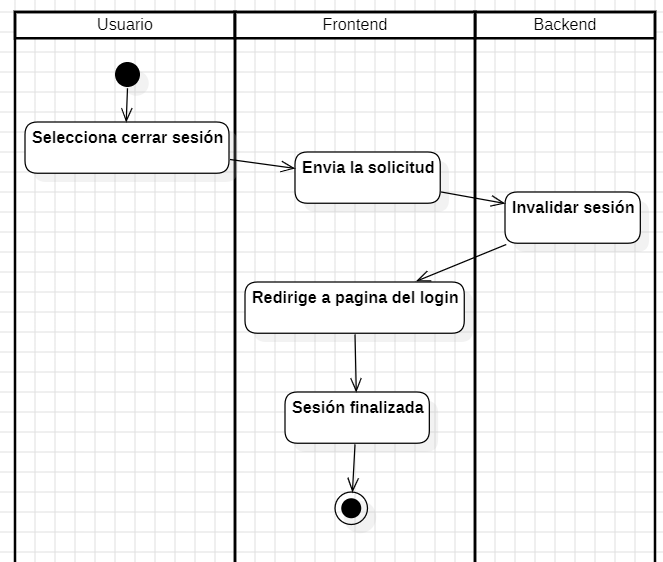 Usuario
Frontend
Backend
Selecciona cerrar sesión
Envia la solicitud
Invalidar sesión
Redirige a pagina del login
Sesión finalizada